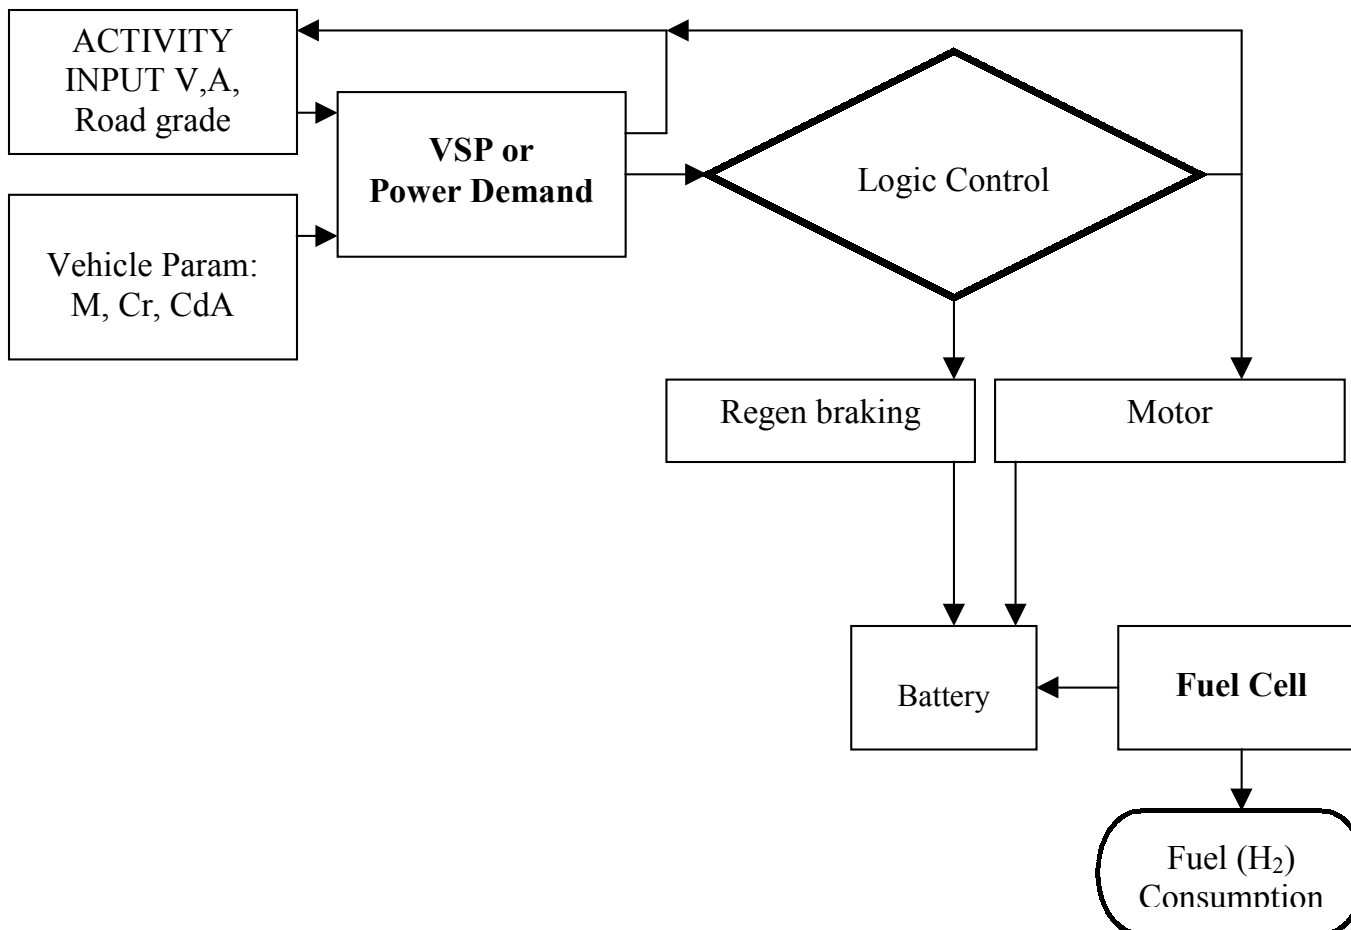 ACTIVITY
INPUT V,A,
Road grade
VSP or
Power Demand
Logic Control
Vehicle Param:
M, Cr, CdA
Regen braking
Motor
Battery
Fuel Cell
Fuel (H₂)
Consumption